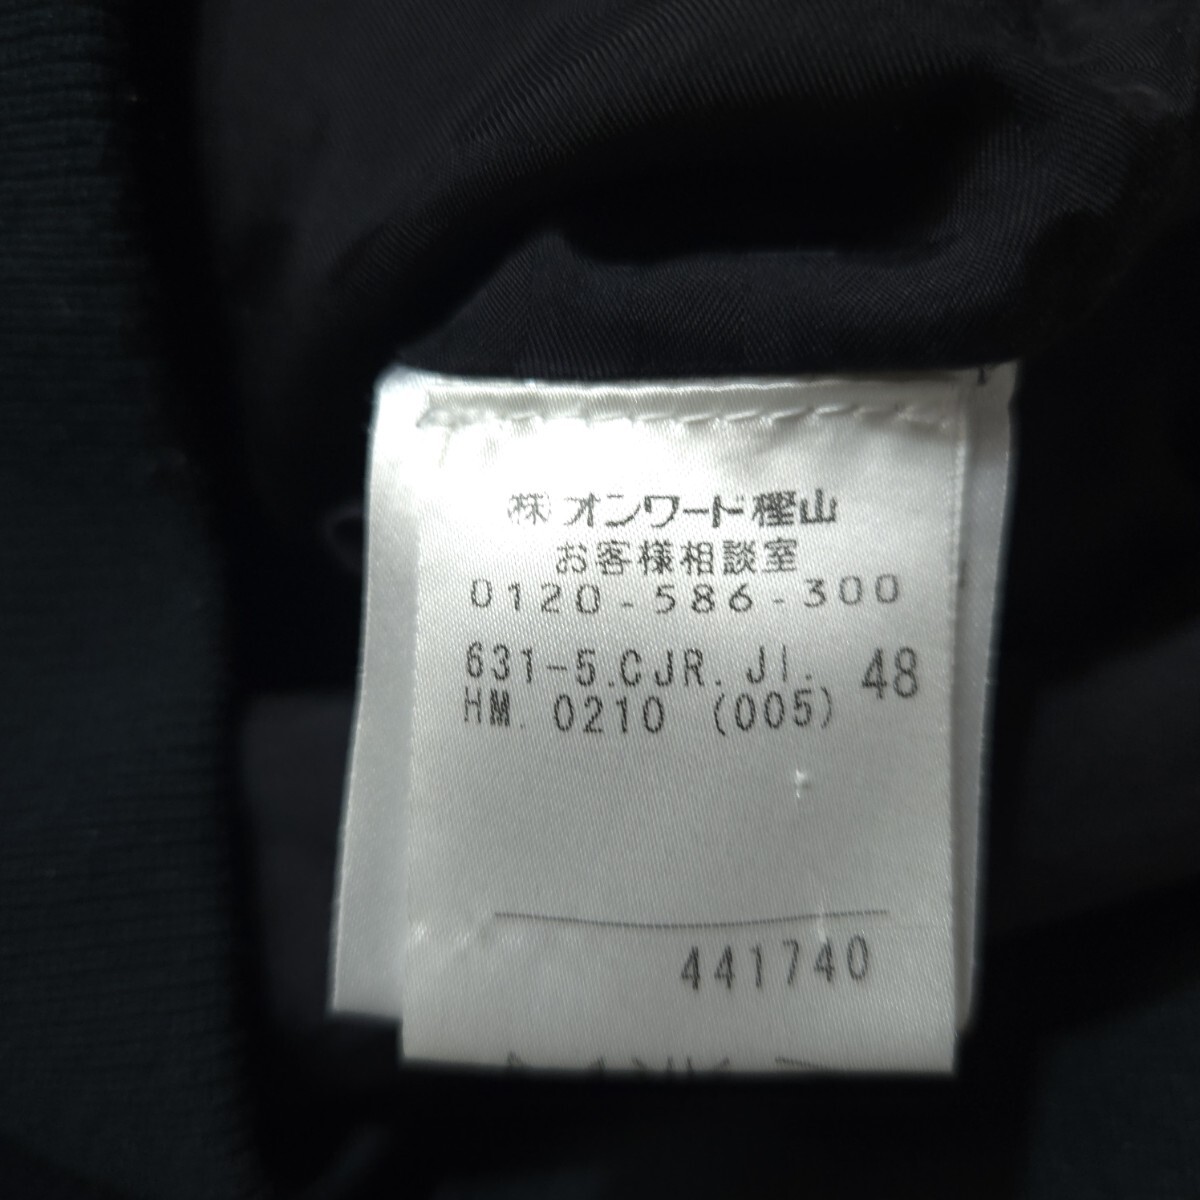 ㈱オンワード樫山
お客様相談室
0120-586-300
631-5.CJR.JI. 48
HM.0210 (005)
441740